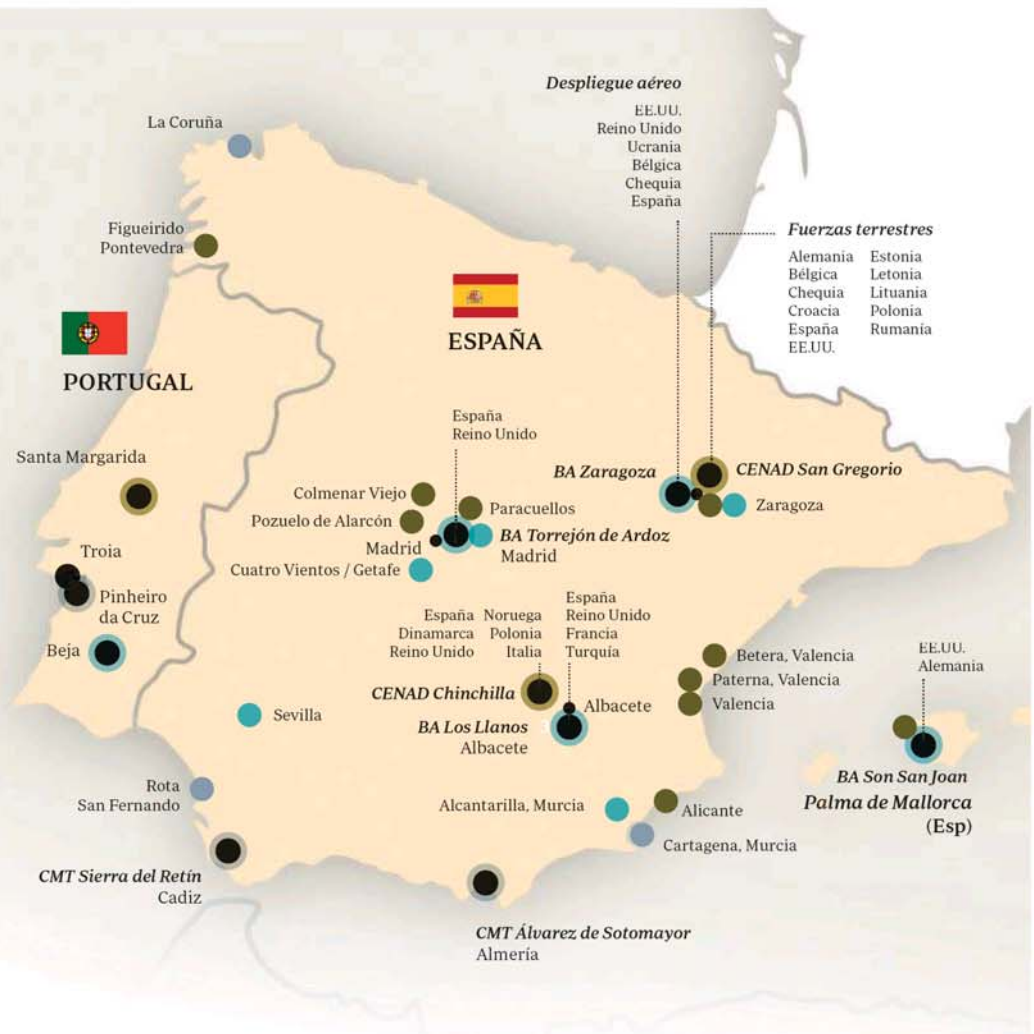 Despliegue aéreo
EE.UU.
Reino Unido
Ucrania
Bélgica
Chequia
España
La Coruña
Figueirido
Pontevedra
Fuerzas terrestres
Alemania Estonia
Bélgica Letonia
Chequia Lituania
Croacia Polonia
España Rumanía
EE.UU.
ESPAÑA
PORTUGAL
España
Reino Unido
Santa Margarida
BA Zaragoza
CENAD San Gregorio
Colmenar Viejo
Zaragoza
Paracuellos
Pozuelo de Alarcón
BA Torrejón de Ardoz
Madrid
Madrid
Cuatro Vientos / Getafe
Troia
Pinheiro
da Cruz
Beja
España Noruega
Dinamarca Polonia
Reino Unido Italia
España
Reino Unido
Francia
Turquía
CENAD Chinchilla
Albacete
BA Los Llanos
Albacete
Betera, Valencia
Paterna, Valencia
Valencia
EE.UU.
Alemania
Sevilla
BA Son San Joan
Palma de Mallorca
(Esp)
Rota
San Fernando
Alcantarilla, Murcia
Alicante
Cartagena, Murcia
CMT Sierra del Retín
Cadiz
CMT Álvarez de Sotomayor
Almería